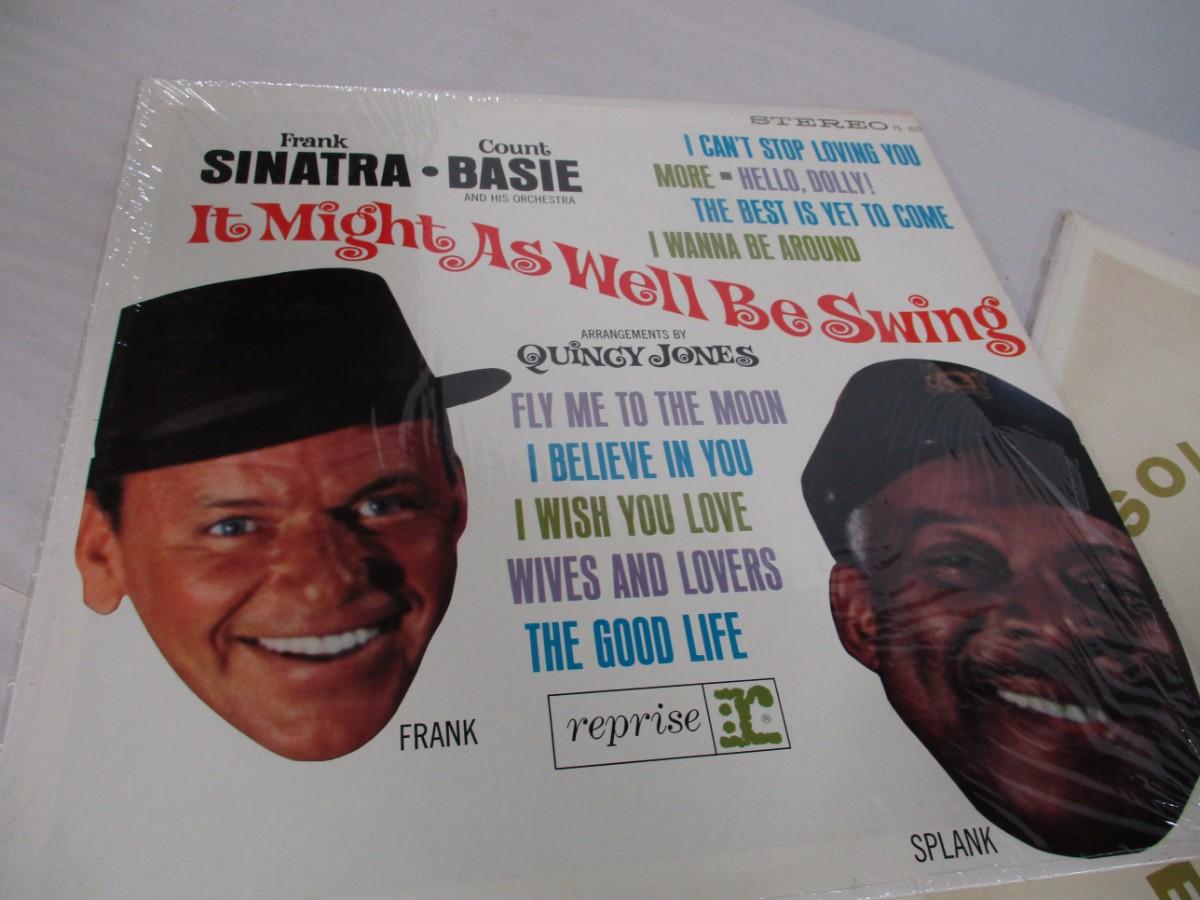 STEREO
Frank Count
SINATRA • BASIE
AND HIS ORCHESTRA
I CAN'T STOP LOVING YOU
MORE ▪ HELLO, DOLLY!
THE BEST IS YET TO COME
I WANNA BE AROUND
It Might As Well Be Swing
ARRANGEMENTS BY
QUINCY JONES
FLY ME TO THE MOON
I BELIEVE IN YOU
I WISH YOU LOVE
WIVES AND LOVERS
THE GOOD LIFE
reprise r ®
FRANK
SPLANK